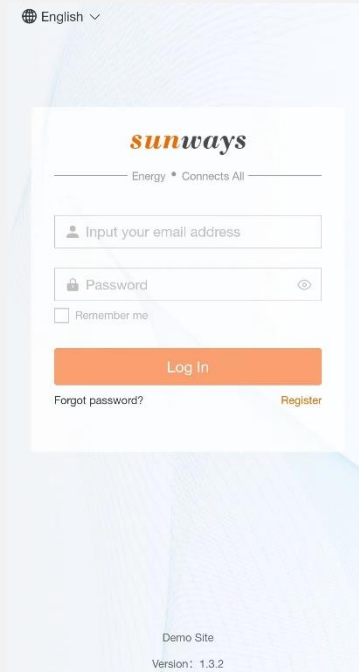 English
sunways
Energy • Connects All
Input your email address
Password
Remember me
Log In
Forgot password? Register
Demo Site
Version: 1.3.2